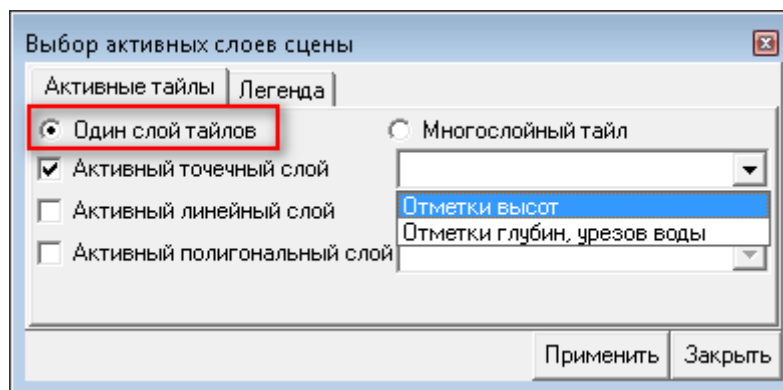 Выбор активных слоев сцены
Активные тайлы Легенда
Один слой тайлов Многослойный тайл
Активный точечный слой
Активный линейный слой Отметки высот
Отметки глубин, урезов воды
Активный полигональный слой
Применить Закрыть